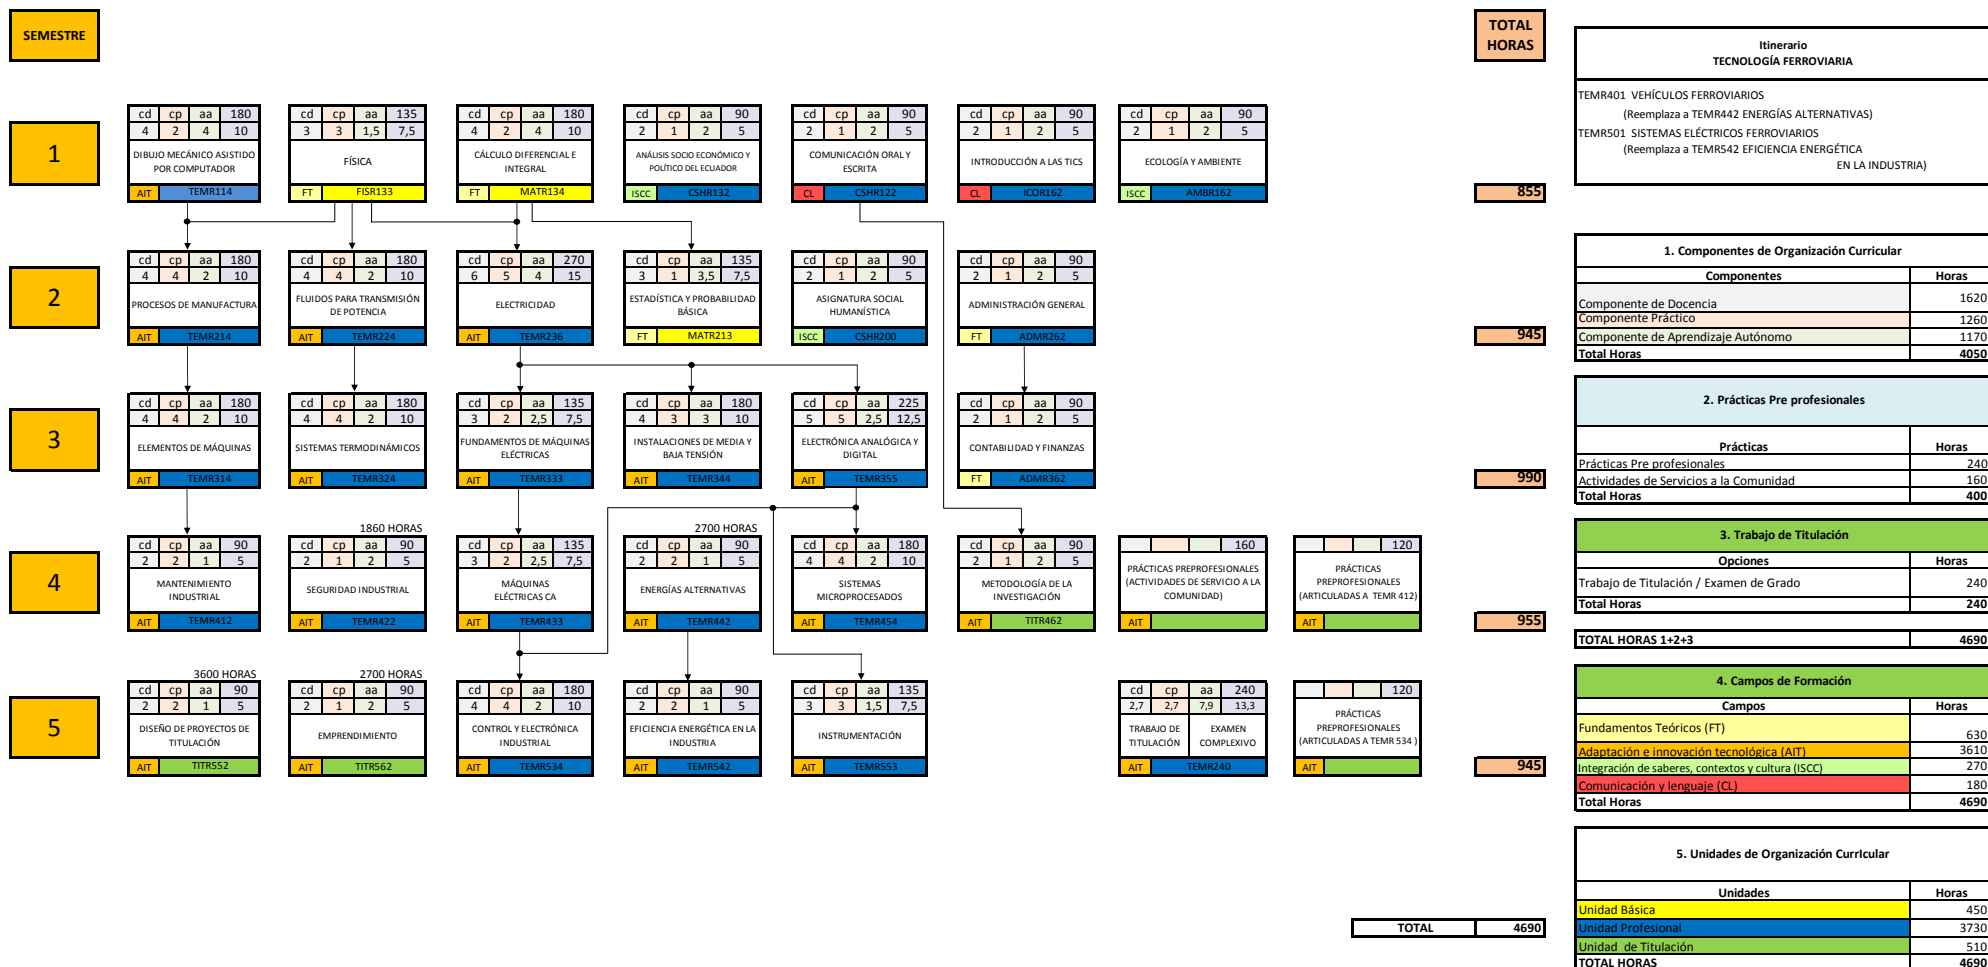 SEMESTRE
TOTAL
HORAS
Itinerario
TECNOLOGÍA FERROVIARIA
TEMR401 VEHÍCULOS FERROVIARIOS
(Reemplaza a TEMR442 ENERGÍAS ALTERNATIVAS)
TEMR501 SISTEMAS ELÉCTRICOS FERROVIARIOS
(Reemplaza a TEMR542 EFICIENCIA ENERGÉTICA
EN LA INDUSTRIA)
1
cd cp aa 180
4 2 4 10
DIBUJO MECÁNICO ASISTIDO
POR COMPUTADOR
AIT TEMR114
cd cp aa 135
3 3 1,5 7,5
FÍSICA
FT FISR133
cd cp aa 180
4 2 4 10
CÁLCULO DIFERENCIAL E
INTEGRAL
FT MATR134
cd cp aa 90
2 1 2 5
ANÁLISIS SOCIO ECONÓMICO Y
POLÍTICO DEL ECUADOR
ISCC CSHR132
cd cp aa 90
2 1 2 5
COMUNICACIÓN ORAL Y
ESCRITA
CL CSHR122
cd cp aa 90
2 1 2 5
INTRODUCCIÓN A LAS TICS
CL ICOR162
cd cp aa 90
2 1 2 5
ECOLOGÍA Y AMBIENTE
ISCC AMBR162
855
2
cd cp aa 180
4 4 2 10
PROCESOS DE MANUFACTURA
AIT TEMR214
cd cp aa 180
4 4 2 10
FLUIDOS PARA TRANSMISIÓN
DE POTENCIA
AIT TEMR224
cd cp aa 270
6 5 4 15
ELECTRICIDAD
AIT TEMR236
cd cp aa 135
3 1 3,5 7,5
ESTADÍSTICA Y PROBABILIDAD
BÁSICA
FT MATR213
cd cp aa 90
2 1 2 5
ASIGNATURA SOCIAL
HUMANÍSTICA
ISCC CSHR200
cd cp aa 90
2 1 2 5
ADMINISTRACIÓN GENERAL
FT ADMR262
945
3
cd cp aa 180
4 4 2 10
ELEMENTOS DE MÁQUINAS
AIT TEMR314
cd cp aa 180
4 4 2 10
SISTEMAS TERMODINÁMICOS
AIT TEMR324
cd cp aa 135
3 2 2,5 7,5
FUNDAMENTOS DE MÁQUINAS
ELÉCTRICAS
AIT TEMR333
cd cp aa 180
4 3 3 10
INSTALACIONES DE MEDIA Y
BAJA TENSIÓN
AIT TEMR344
cd cp aa 225
5 5 2,5 12,5
ELECTRÓNICA ANALÓGICA Y
DIGITAL
AIT TEMR355
cd cp aa 90
2 1 2 5
CONTABILIDAD Y FINANZAS
FT ADMR362
990
4
cd cp aa 90
2 2 1 5
MANTENIMIENTO
INDUSTRIAL
AIT TEMR412
1860 HORAS
cd cp aa 90
2 1 2 5
SEGURIDAD INDUSTRIAL
AIT TEMR422
cd cp aa 135
3 2 2,5 7,5
MÁQUINAS
ELÉCTRICAS CA
AIT TEMR433
2700 HORAS
cd cp aa 90
2 2 1 5
ENERGÍAS ALTERNATIVAS
AIT TEMR442
cd cp aa 180
4 4 2 10
SISTEMAS
MICROPROCESADOS
AIT TEMR454
cd cp aa 90
2 1 2 5
METODOLOGÍA DE LA
INVESTIGACIÓN
AIT TITR462
160
PRÁCTICAS PREPROFESIONALES
(ACTIVIDADES DE SERVICIO A LA
COMUNIDAD)
AIT
120
PRÁCTICAS
PREPROFESIONALES
(ARTICULADAS A TEMR 412)
AIT
955
5
3600 HORAS
cd cp aa 90
2 2 1 5
DISEÑO DE PROYECTOS DE
TITULACIÓN
AIT TITR552
2700 HORAS
cd cp aa 90
2 1 2 5
EMPRENDIMIENTO
AIT TITR562
cd cp aa 180
4 4 2 10
CONTROL Y ELECTRÓNICA
INDUSTRIAL
AIT TEMR534
cd cp aa 90
2 2 1 5
EFICIENCIA ENERGÉTICA EN LA
INDUSTRIA
AIT TEMR542
cd cp aa 135
3 3 1,5 7,5
INSTRUMENTACIÓN
AIT TEMR553
cd cp aa 240
2,7 2,7 7,9 13,3
TRABAJO DE
TITULACIÓN
EXAMEN
COMPLEXIVO
AIT TEMR240
120
PRÁCTICAS
PREPROFESIONALES
(ARTICULADAS A TEMR 534 )
AIT
945
TOTAL 4690
1. Componentes de Organización Curricular
Componentes Horas
Componente de Docencia 1620
Componente Práctico 1260
Componente de Aprendizaje Autónomo 1170
Total Horas 4050
2. Prácticas Pre profesionales
Prácticas Horas
Prácticas Pre profesionales 240
Actividades de Servicios a la Comunidad 160
Total Horas 400
3. Trabajo de Titulación
Opciones Horas
Trabajo de Titulación / Examen de Grado 240
Total Horas 240
TOTAL HORAS 1+2+3 4690
4. Campos de Formación
Campos Horas
Fundamentos Teóricos (FT) 630
Adaptación e innovación tecnológica (AIT) 3610
Integración de saberes, contextos y cultura (ISCC) 270
Comunicación y lenguaje (CL) 180
Total Horas 4690
5. Unidades de Organización CurrIcular
Unidades Horas
Unidad Básica 450
Unidad Profesional 3730
Unidad de Titulación 510
TOTAL HORAS 4690